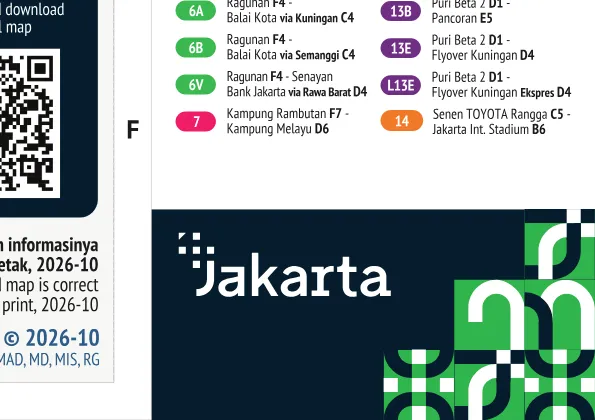 d download
l map
n informasinya
etak, 2026-10
d map is correct
print, 2026-10
© 2026-10
MAD, MD, MIS, RG
F
6A Ragunan F4 -
Balai Kota via Kuningan C4
6B Ragunan F4 -
Balai Kota via Semanggi C4
6V Ragunan F4 - Senayan
Bank Jakarta via Rawa Barat D4
7 Kampung Rambutan F7 -
Kampung Melayu D6
13B Puri Beta 2 D1 -
Pancoran E5
13E Puri Beta 2 D1 -
Flyover Kuningan D4
L13E Puri Beta 2 D1 -
Flyover Kuningan Ekspres D4
14 Senen TOYOTA Rangga C5 -
Jakarta Int. Stadium B6
Jakarta